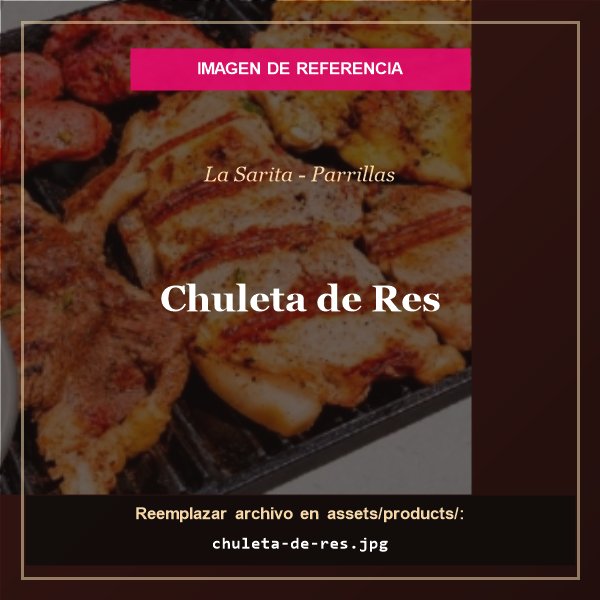 IMAGEN DE REFERENCIA
La Sarita - Parrillas
Chuleta de Res
Reemplazar archivo en assets/products/:
chuleta-de-res.jpg